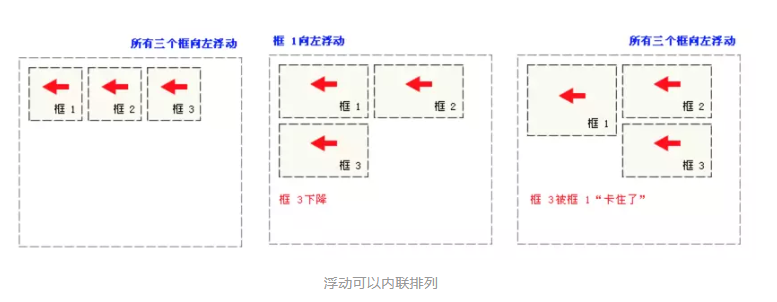 所有三个框向左浮动
框 1
框 2
框 3
框 1向左浮动
框 1
框 2
框 3
框 3下降
所有三个框向左浮动
框 1
框 2
框 3
框 3被框 1“卡住了”
浮动可以内联排列